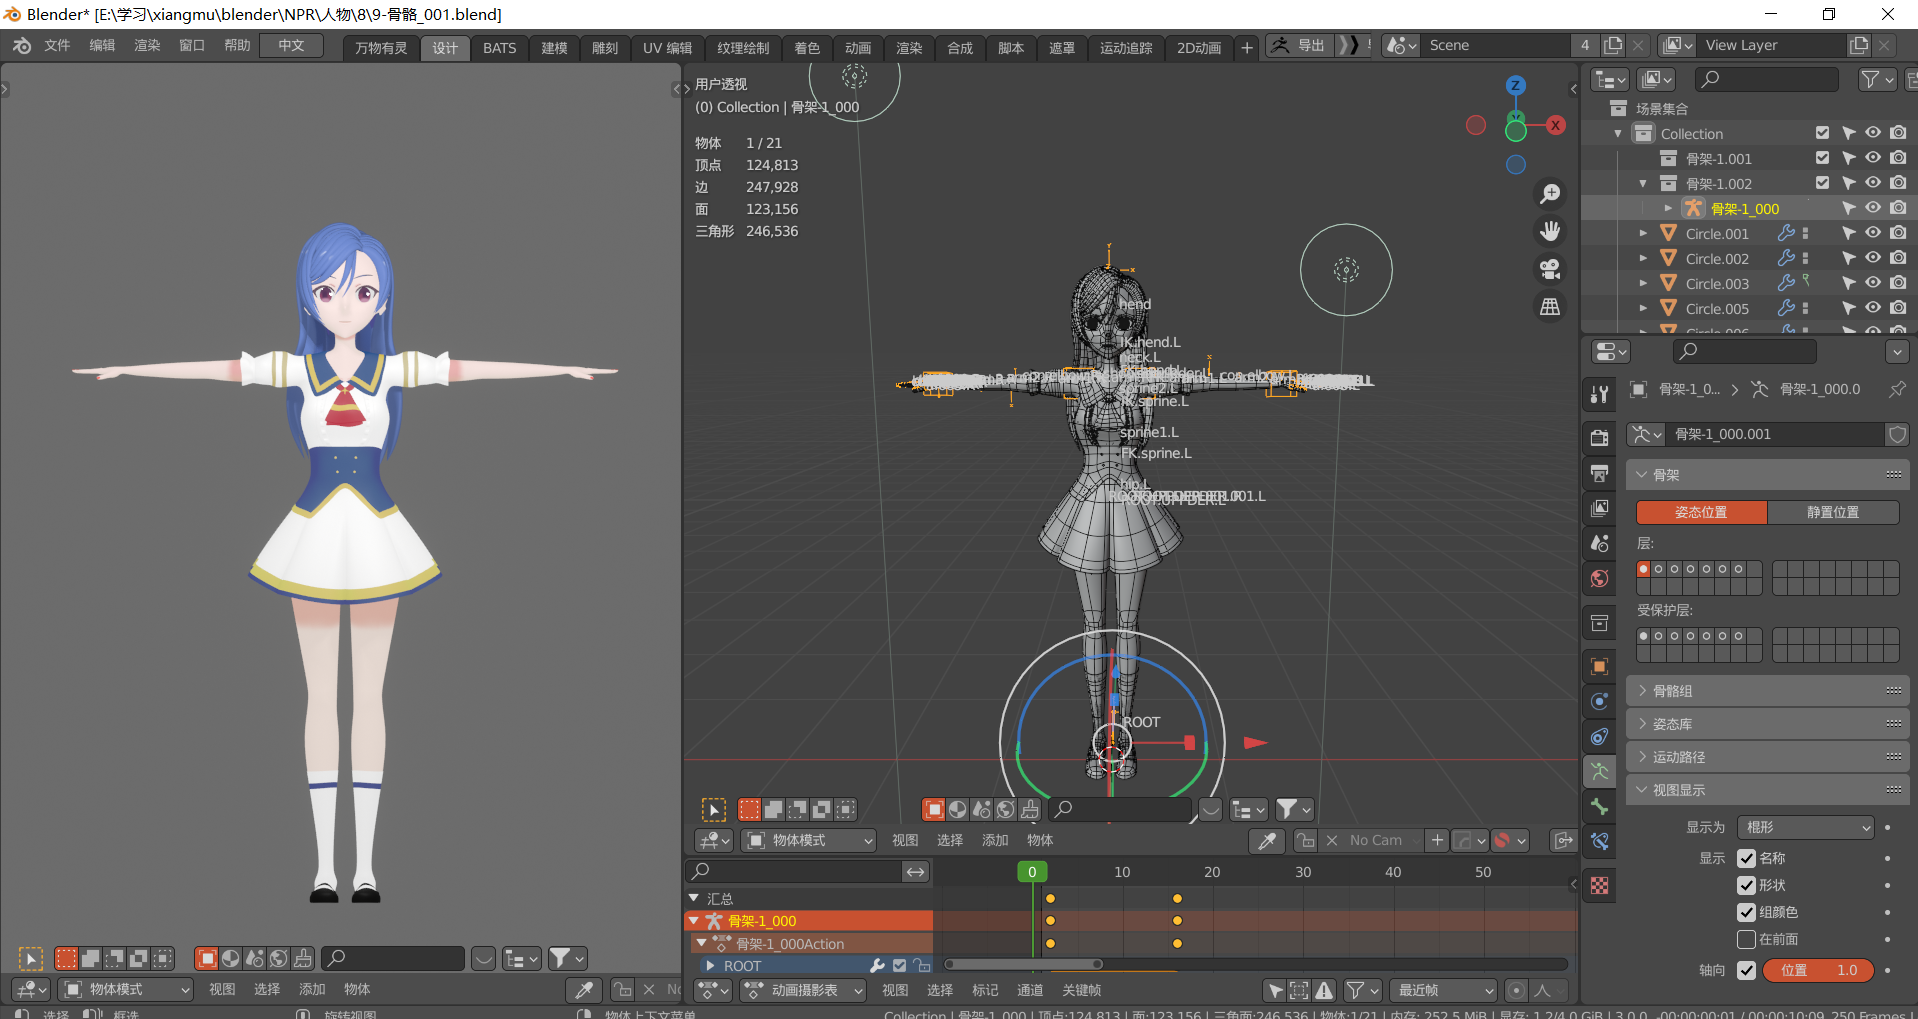 Blender* [E:\学习\xiangmu\blender\NPR\人物\8\9-骨骼_001.blend]
文件 编辑 渲染 窗口 帮助 中文 万物有灵 设计 BATS 建模 雕刻 UV 编辑 纹理绘制 着色 动画 渲染 合成 脚本 遮罩 运动追踪 2D动画 + 导出 Scene 4 View Layer
用户透视
(0) Collection | 骨架-1_000
物体 1 / 21
顶点 124,813
边 247,928
面 123,156
三角形 246,536
Z
X
hend
IK.hend.L
neck.L
sprine2.L
IK.sprine.L
sprine1.L
FK.sprine.L
hip.L
ROOT
物体模式 视图 选择 添加 物体 No Cam
0 10 20 30 40 50
汇总
骨架-1_000
骨架-1_000Action
ROOT
动画摄影表 视图 选择 标记 通道 关键帧 最近帧
物体模式 视图 选择 添加 物体
场景集合
Collection
骨架-1.001
骨架-1.002
骨架-1_000
Circle.001
Circle.002
Circle.003
Circle.005
Circle.006
骨架-1_0... 骨架-1_000.0
骨架-1_000.001
骨架
姿态位置 静置位置
层:
受保护层:
骨骼组
姿态库
运动路径
视图显示
显示为 棍形
显示 名称
形状
组颜色
在前面
轴向 位置 1.0
选择 框选 旋转视图 物体上下文菜单 Collection | 骨架-1_000 | 顶点:124,813 | 面:123,156 | 三角面:246,536 | 物体:1/21 | 内存: 252.5 MiB | 显存: 1.2/4.0 GiB | 3.0.0